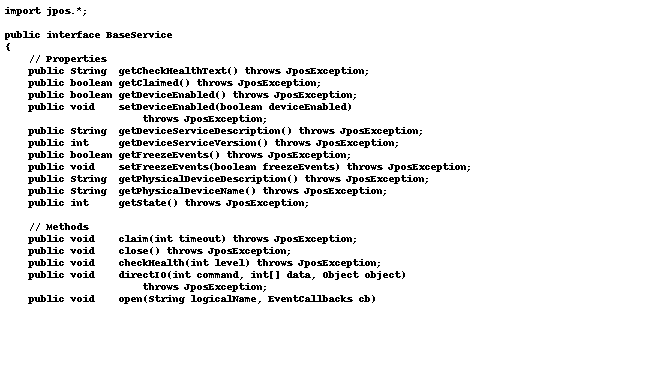 import jpos.*;
public interface BaseService
{
// Properties
public String getCheckHealthText() throws JposException;
public boolean getClaimed() throws JposException;
public boolean getDeviceEnabled() throws JposException;
public void setDeviceEnabled(boolean deviceEnabled)
throws JposException;
public String getDeviceServiceDescription() throws JposException;
public int getDeviceServiceVersion() throws JposException;
public boolean getFreezeEvents() throws JposException;
public void setFreezeEvents(boolean freezeEvents) throws JposException;
public String getPhysicalDeviceDescription() throws JposException;
public String getPhysicalDeviceName() throws JposException;
public int getState() throws JposException;
// Methods
public void claim(int timeout) throws JposException;
public void close() throws JposException;
public void checkHealth(int level) throws JposException;
public void directIO(int command, int[] data, Object object)
throws JposException;
public void open(String logicalName, EventCallbacks cb)